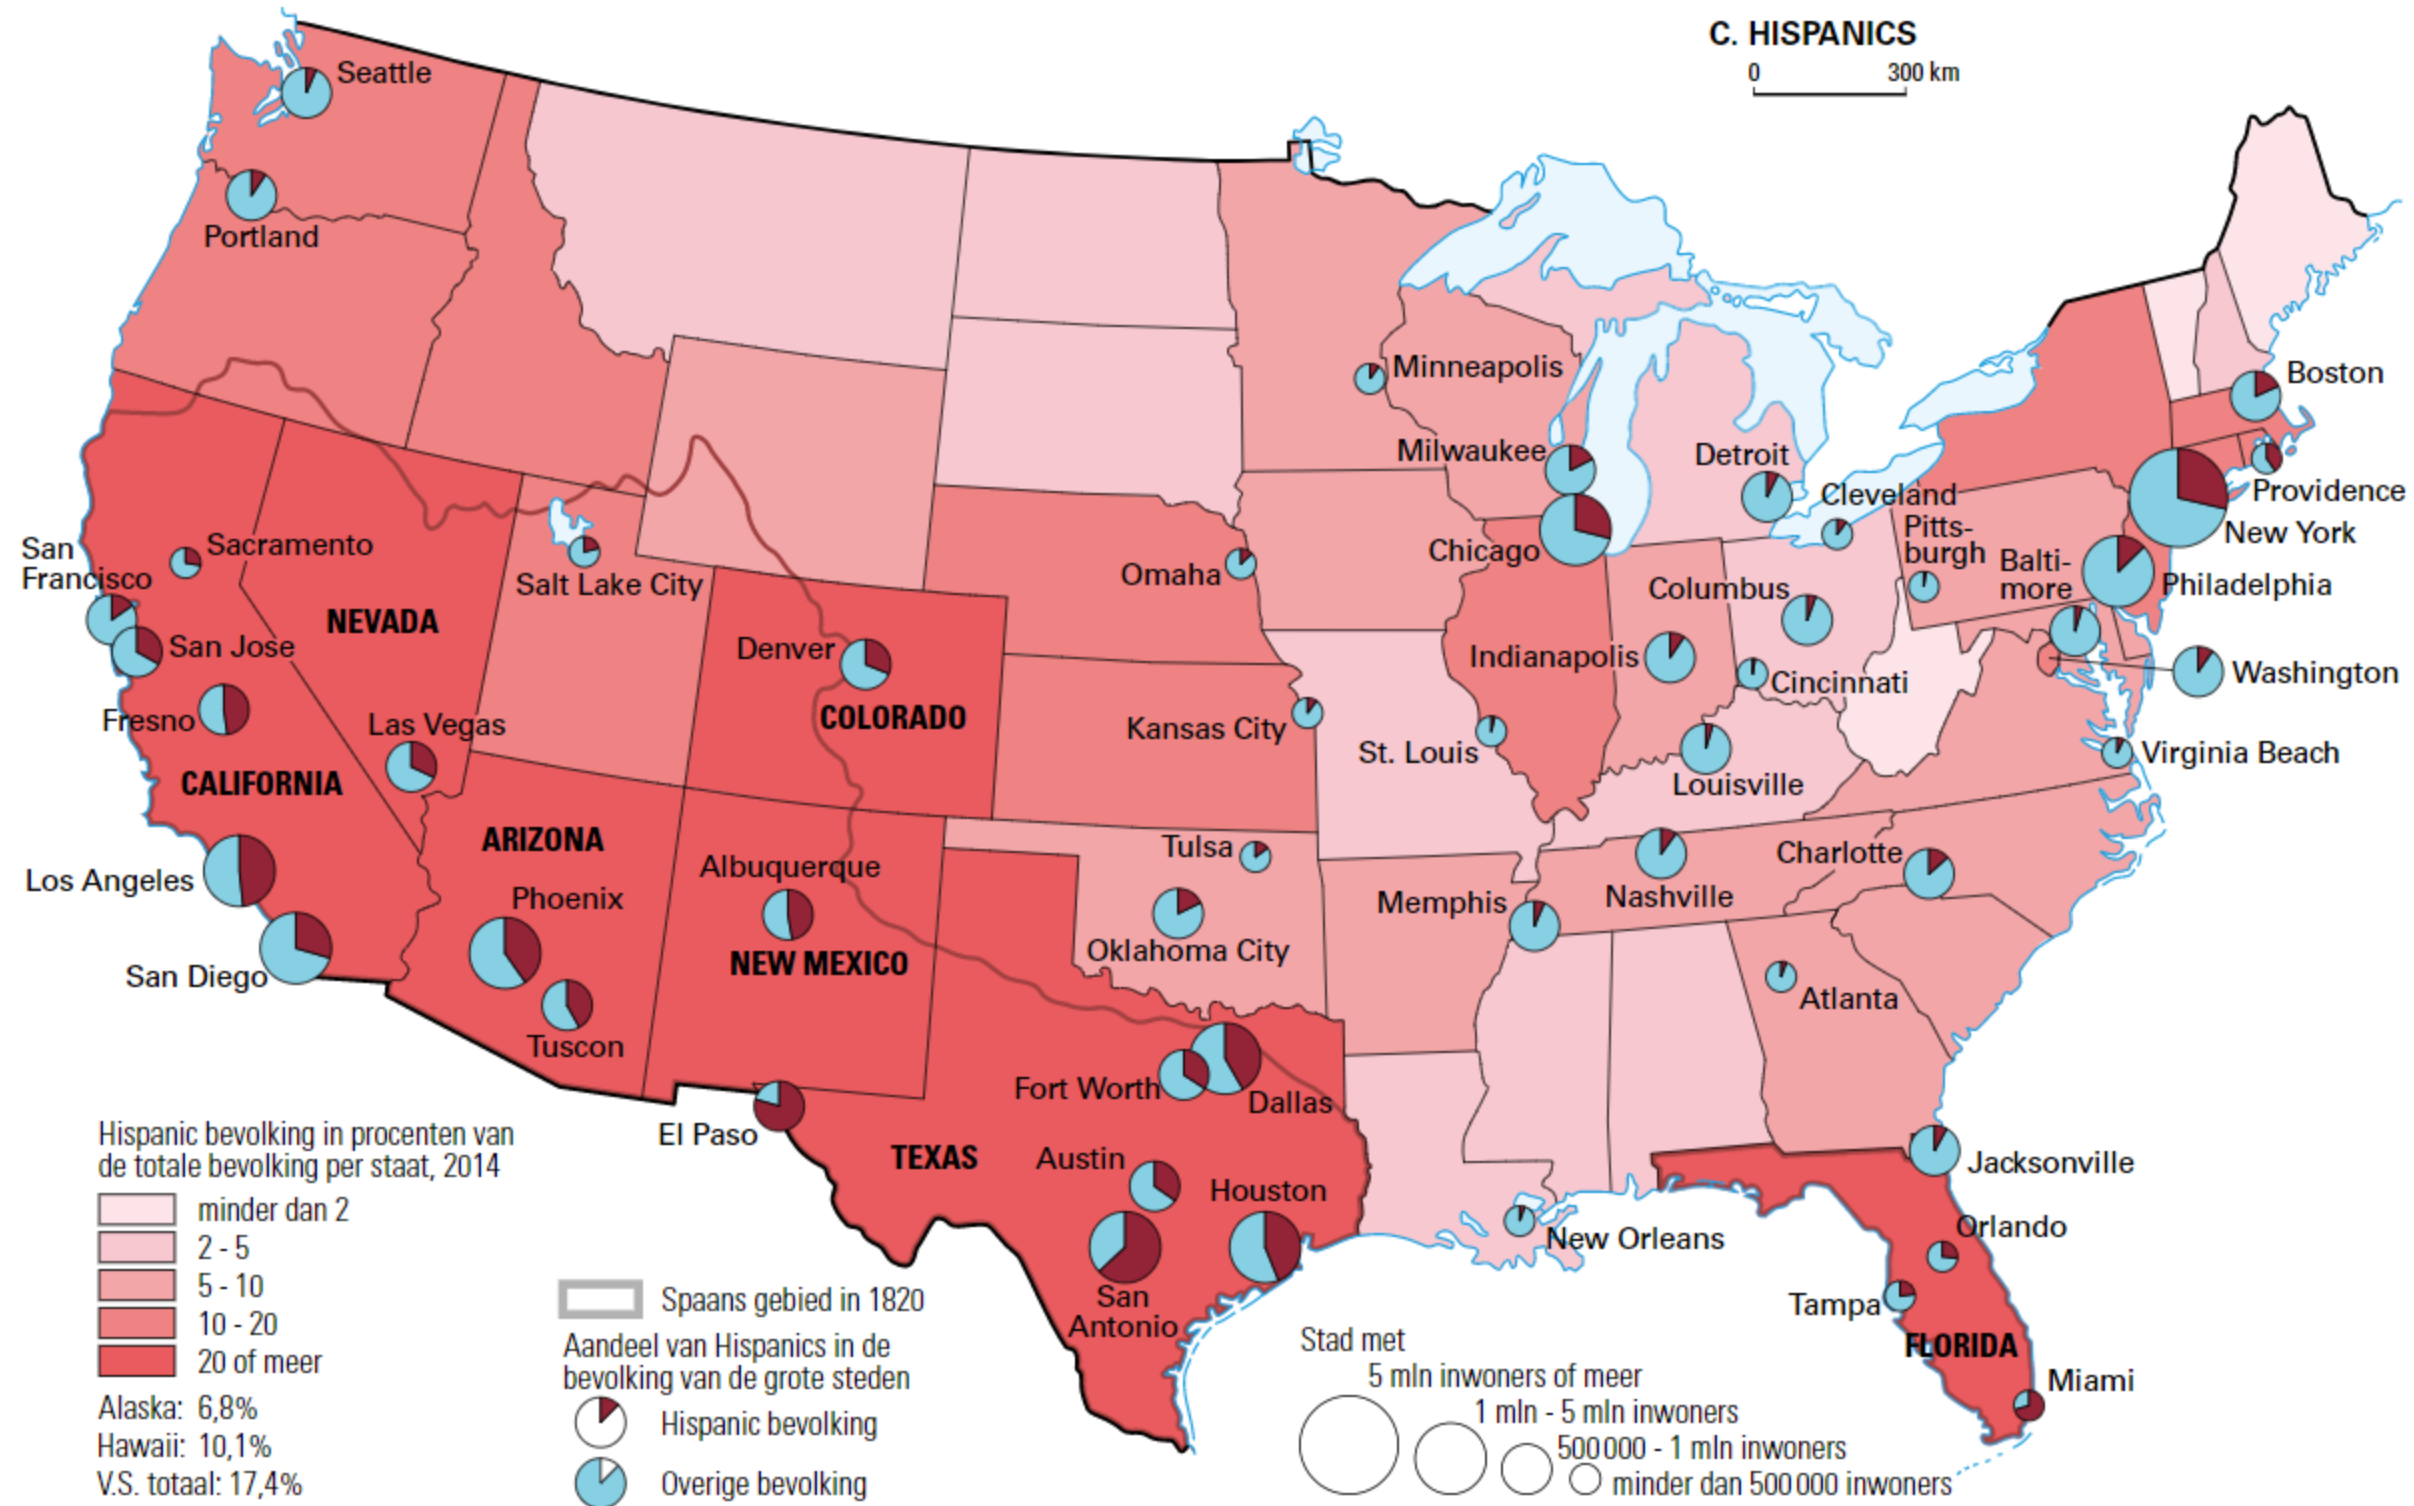 C. HISPANICS
0 300 km
Seattle
Portland
Minneapolis
Boston
Milwaukee
Detroit
Cleveland
Providence
Pitts-
burgh
New York
San
Francisco
Sacramento
Chicago
Balti-
more
Omaha
Salt Lake City
Columbus
Philadelphia
NEVADA
San Jose
Denver
Indianapolis
Washington
Cincinnati
Fresno
Las Vegas
COLORADO
Kansas City
St. Louis
Virginia Beach
CALIFORNIA
Louisville
ARIZONA
Tulsa
Charlotte
Albuquerque
Los Angeles
Phoenix
Memphis
Nashville
Oklahoma City
NEW MEXICO
San Diego
Atlanta
Tuscon
Fort Worth
Dallas
El Paso
TEXAS
Austin
Houston
Jacksonville
New Orleans
Orlando
San
Antonio
Tampa
FLORIDA
Miami
Hispanic bevolking in procenten van
de totale bevolking per staat, 2014
minder dan 2
2 - 5
5 - 10
10 - 20
20 of meer
Alaska: 6,8%
Hawaii: 10,1%
V.S. totaal: 17,4%
Spaans gebied in 1820
Aandeel van Hispanics in de
bevolking van de grote steden
Hispanic bevolking
Overige bevolking
Stad met
5 mln inwoners of meer
1 mln - 5 mln inwoners
500 000 - 1 mln inwoners
minder dan 500 000 inwoners